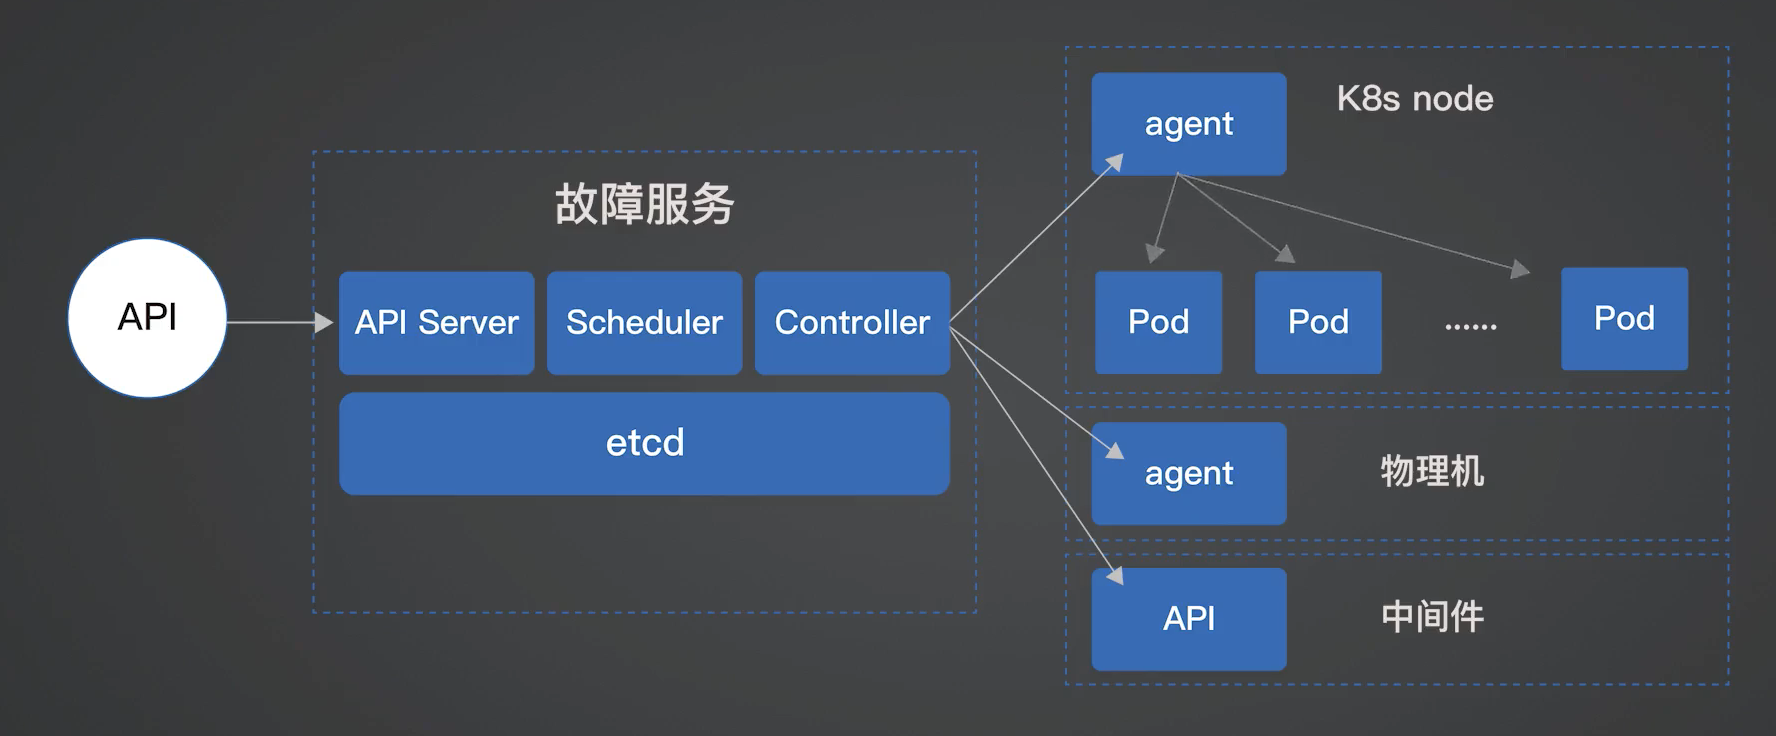 API
故障服务
API Server
Scheduler
Controller
etcd
agent
K8s node
Pod
Pod
......
Pod
agent
物理机
API
中间件